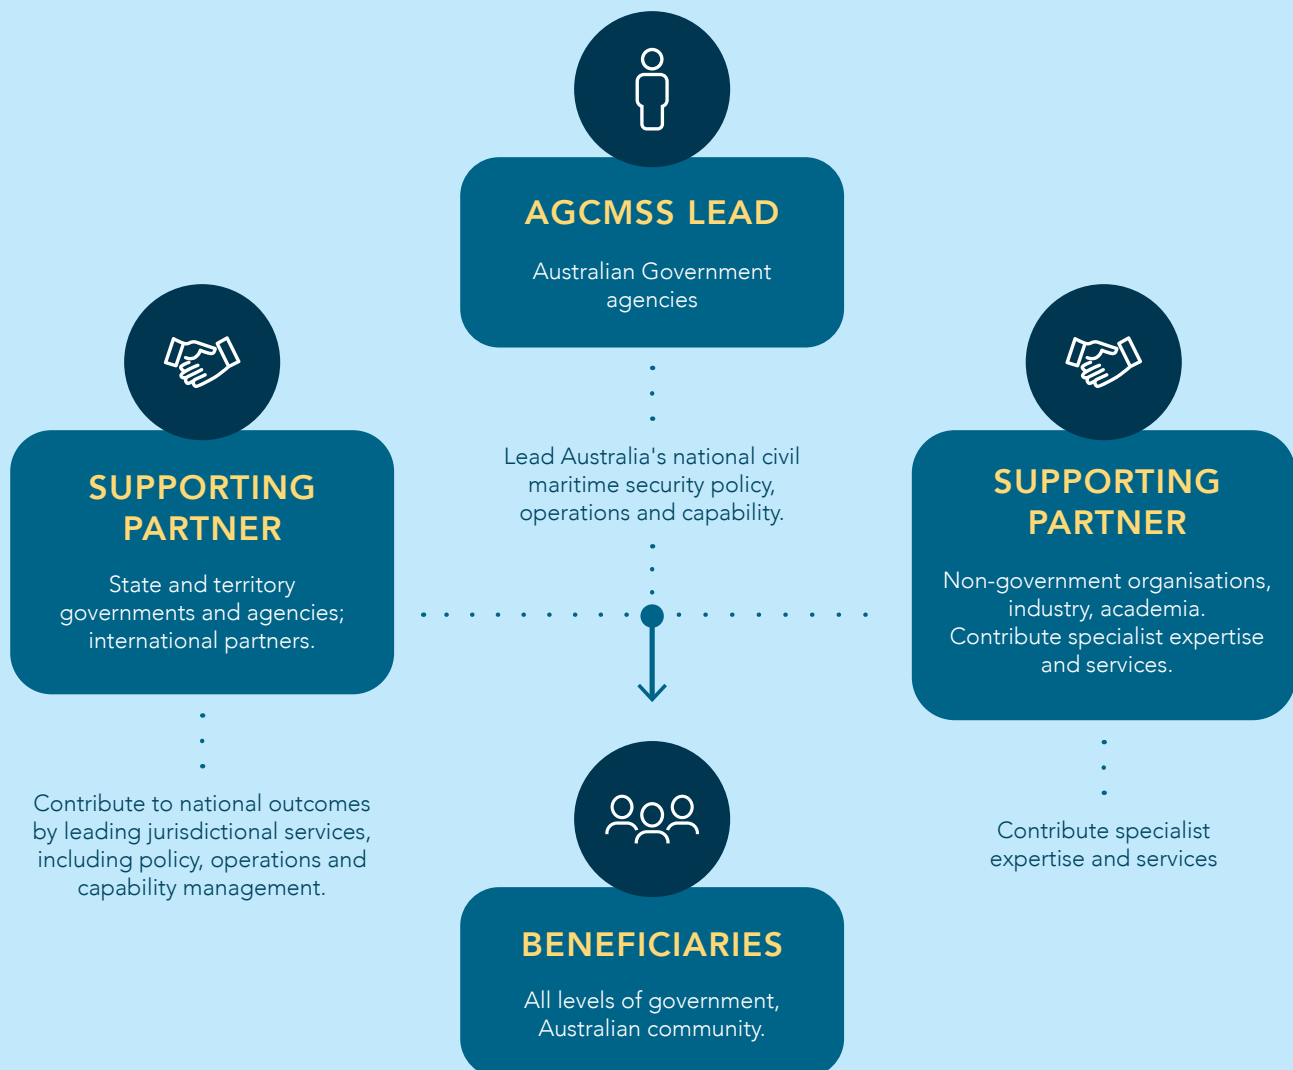 AGCMSS LEAD
Australian Government
agencies
Lead Australia's national civil
maritime security policy,
operations and capability.
SUPPORTING
PARTNER
State and territory
governments and agencies;
international partners.
Contribute to national outcomes
by leading jurisdictional services,
including policy, operations and
capability management.
SUPPORTING
PARTNER
Non-government organisations,
industry, academia.
Contribute specialist expertise
and services.
Contribute specialist
expertise and services
BENEFICIARIES
All levels of government,
Australian community.